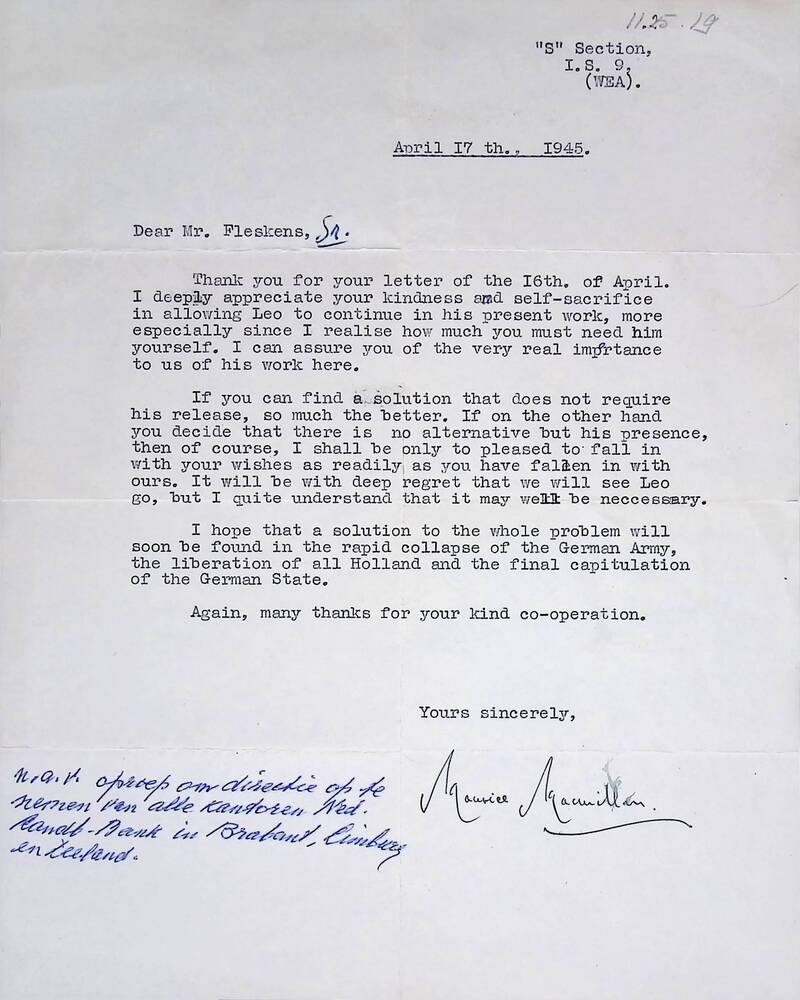 11.25.19
"S" Section,
I.S. 9,
(WEA).
April I7 th., I945.
Dear Mr. Fleskens, Sr.
Thank you for your letter of the I6th. of April.
I deeply appreciate your kindness and self-sacrifice
in allowing Leo to continue in his present work, more
especially since I realise how much you must need him
yourself. I can assure you of the very real imprtance
to us of his work here.
If you can find a solution that does not require
his release, so much the better. If on the other hand
you decide that there is no alternative but his presence,
then of course, I shall be only to pleased to fall in
with your wishes as readily as you have fallen in with
ours. It will be with deep regret that we will see Leo
go, but I quite understand that it may well be neccessary.
I hope that a solution to the whole problem will
soon be found in the rapid collapse of the German Army,
the liberation of all Holland and the final capitulation
of the German State.
Again, many thanks for your kind co-operation.
Yours sincerely,
Maurice Macmillan.
n.a.v. oproep om directie op te
nemen van alle kantoren Ned.
Landb-Bank in Brabant, Limburg
en Zeeland.